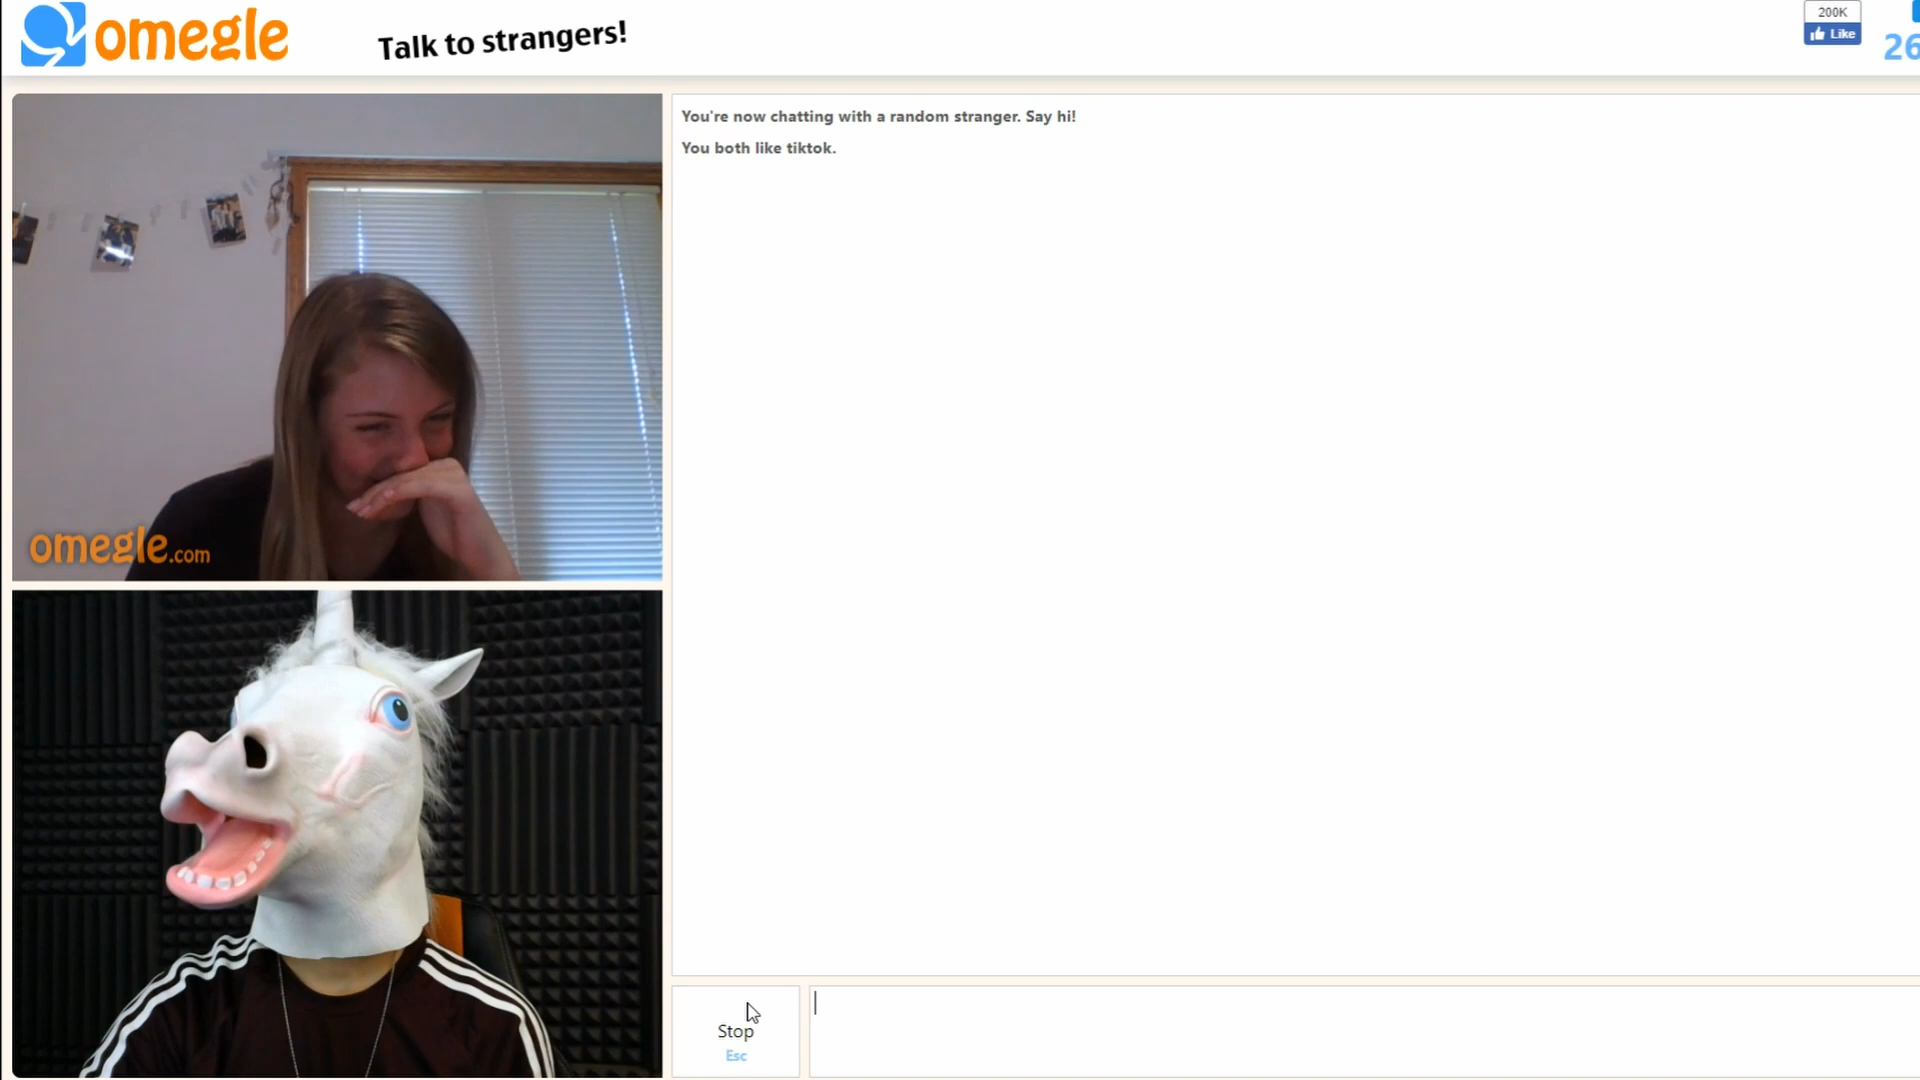 omegle
Talk to strangers!
200K
Like
26
You're now chatting with a random stranger. Say hi!
You both like tiktok.
omegle.com
Stop
Esc